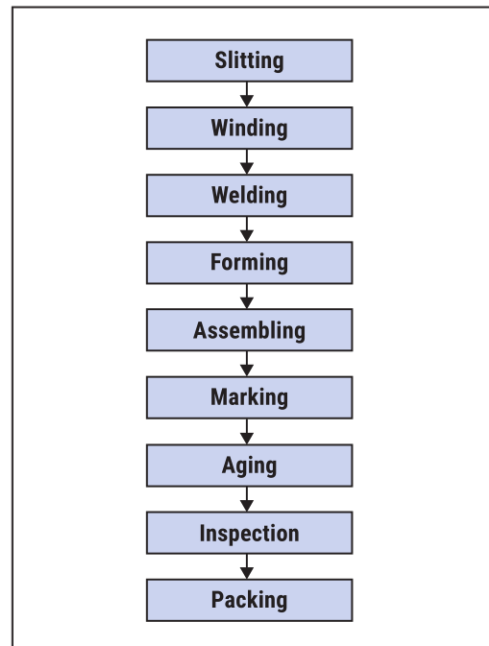 Slitting
Winding
Welding
Forming
Assembling
Marking
Aging
Inspection
Packing